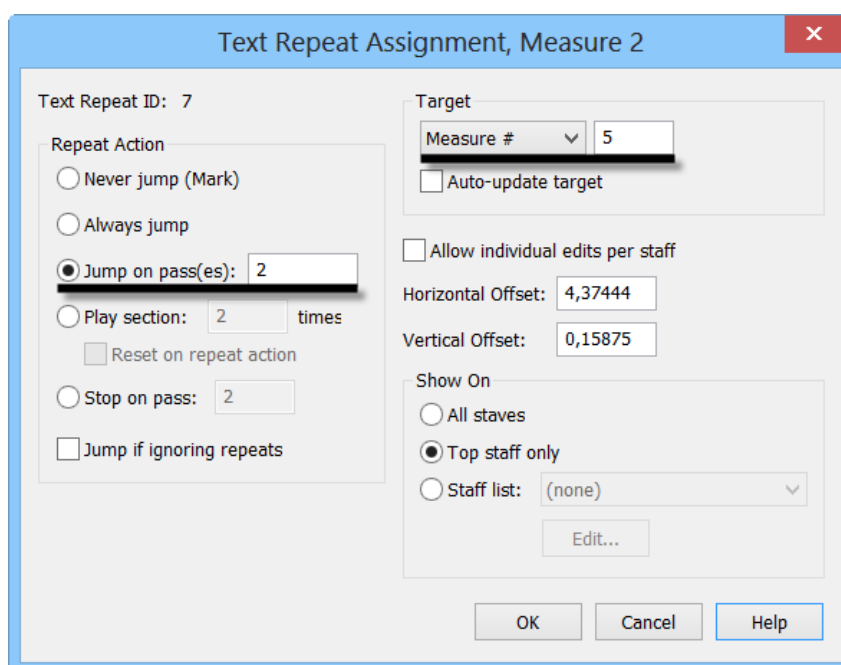 Text Repeat Assignment, Measure 2
x
Text Repeat ID: 7
Repeat Action
Never jump (Mark)
Always jump
Jump on pass(es): 2
Play section: 2 times
Reset on repeat action
Stop on pass: 2
Jump if ignoring repeats
Target
Measure # 5
Auto-update target
Allow individual edits per staff
Horizontal Offset: 4,37444
Vertical Offset: 0,15875
Show On
All staves
Top staff only
Staff list: (none)
Edit...
OK Cancel Help